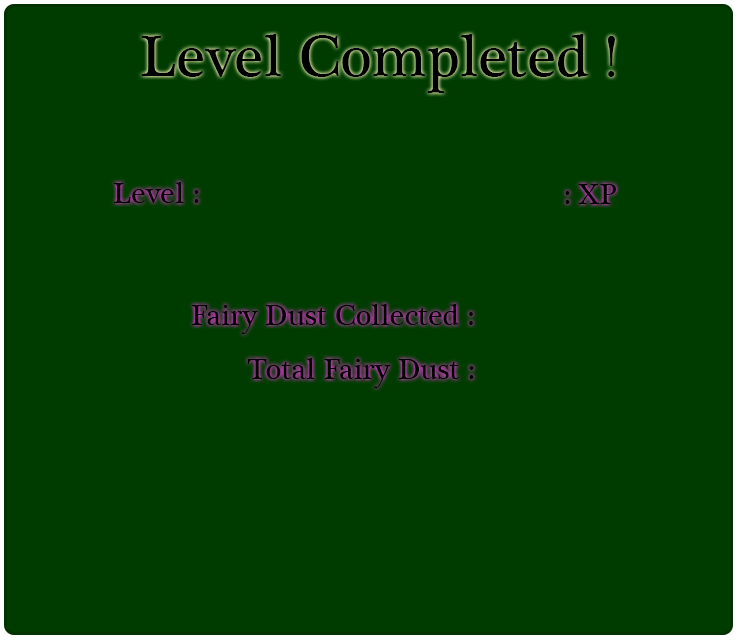 Level Completed !
Level : : XP
Fairy Dust Collected :
Total Fairy Dust :